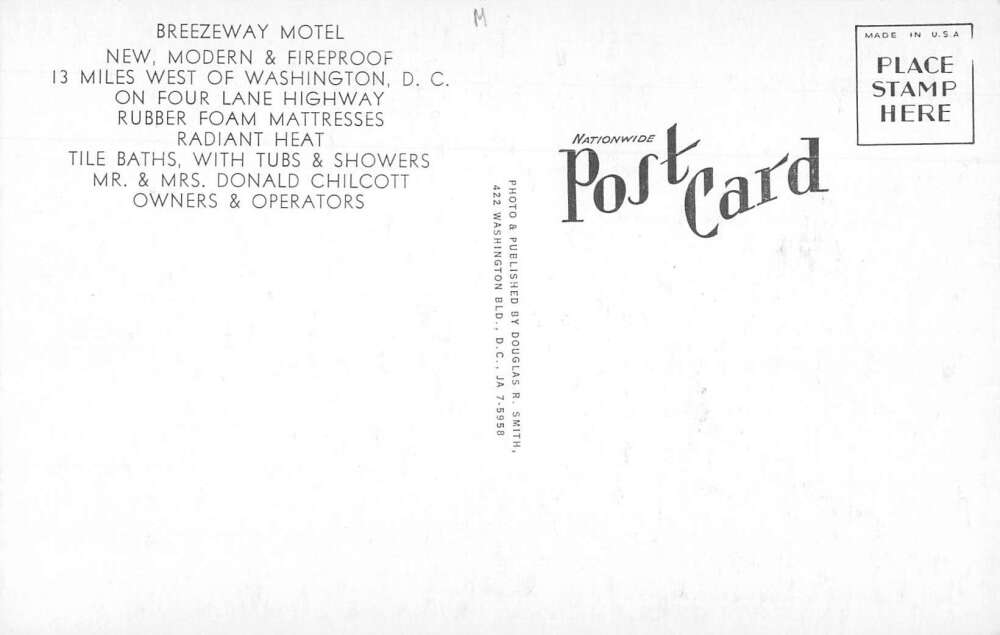 M
BREEZEWAY MOTEL
NEW, MODERN & FIREPROOF
13 MILES WEST OF WASHINGTON, D. C.
ON FOUR LANE HIGHWAY
RUBBER FOAM MATTRESSES
RADIANT HEAT
TILE BATHS, WITH TUBS & SHOWERS
MR. & MRS. DONALD CHILCOTT
OWNERS & OPERATORS
PHOTO & PUBLISHED BY DOUGLAS R. SMITH,
422 WASHINGTON BLD., D.C., JA 7-5958
NATIONWIDE
Post Card
MADE IN U.S.A
PLACE
STAMP
HERE